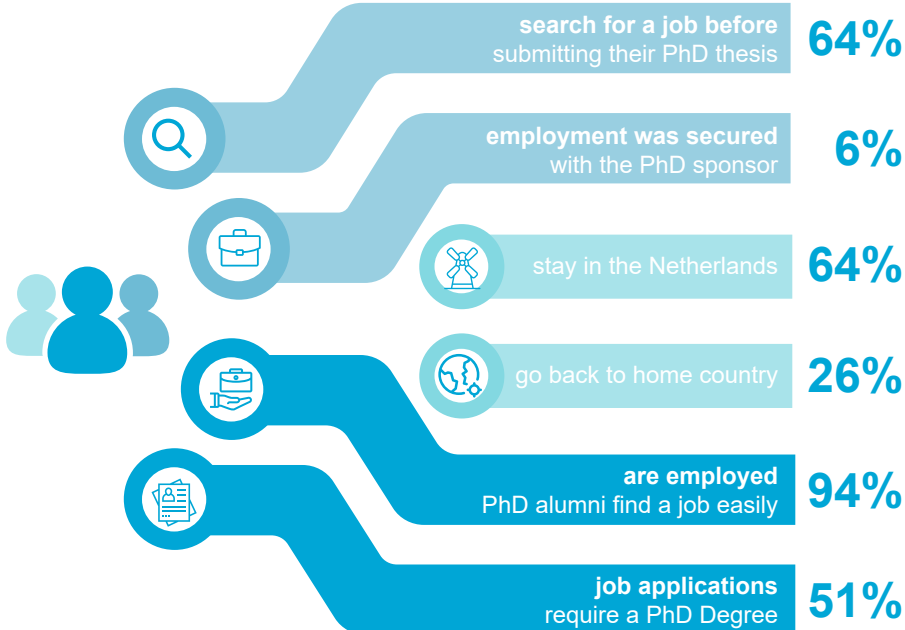 search for a job before
submitting their PhD thesis
64%
employment was secured
with the PhD sponsor
6%
stay in the Netherlands
64%
go back to home country
26%
are employed
PhD alumni find a job easily
94%
job applications
require a PhD Degree
51%